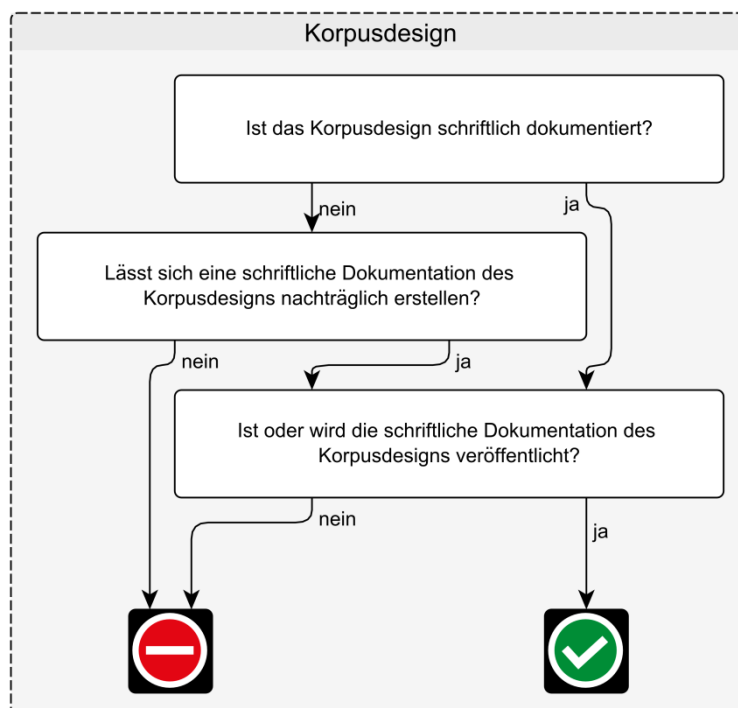 Korpusdesign
Ist das Korpusdesign schriftlich dokumentiert?
nein
ja
Lässt sich eine schriftliche Dokumentation des
Korpusdesigns nachträglich erstellen?
nein
ja
Ist oder wird die schriftliche Dokumentation des
Korpusdesigns veröffentlicht?
nein
ja